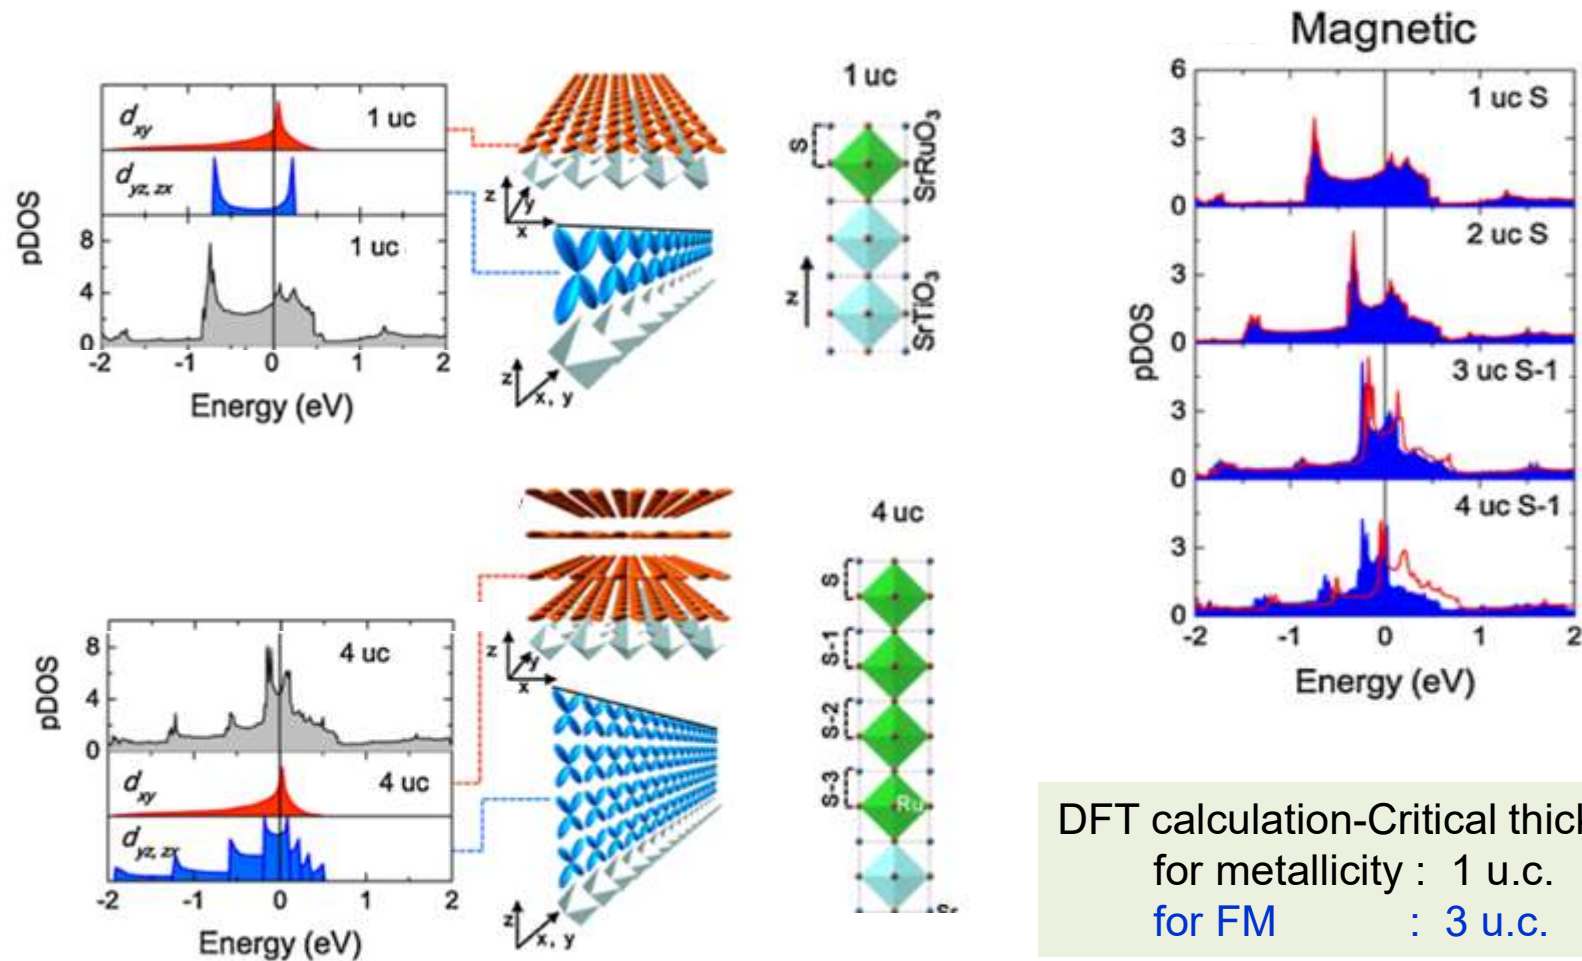 Magnetic
d_xy
1 uc
d_yz, zx
1 uc
pDOS
8
4
0
-2
-1
0
1
2
Energy (eV)
z
y
x
z
x, y
1 uc
S
SrRuO₃
SrTiO₃
z
6
3
0
1 uc S
3
0
2 uc S
3
0
3 uc S-1
3
0
4 uc S-1
pDOS
-2
-1
0
1
2
Energy (eV)
4 uc
pDOS
8
4
0
d_xy
4 uc
d_yz, zx
-2
-1
0
1
2
Energy (eV)
z
y
x
z
x, y
4 uc
S
S-1
S-2
S-3
Ru
DFT calculation-Critical
for metallicity : 1 u.c.
for FM : 3 u.c.